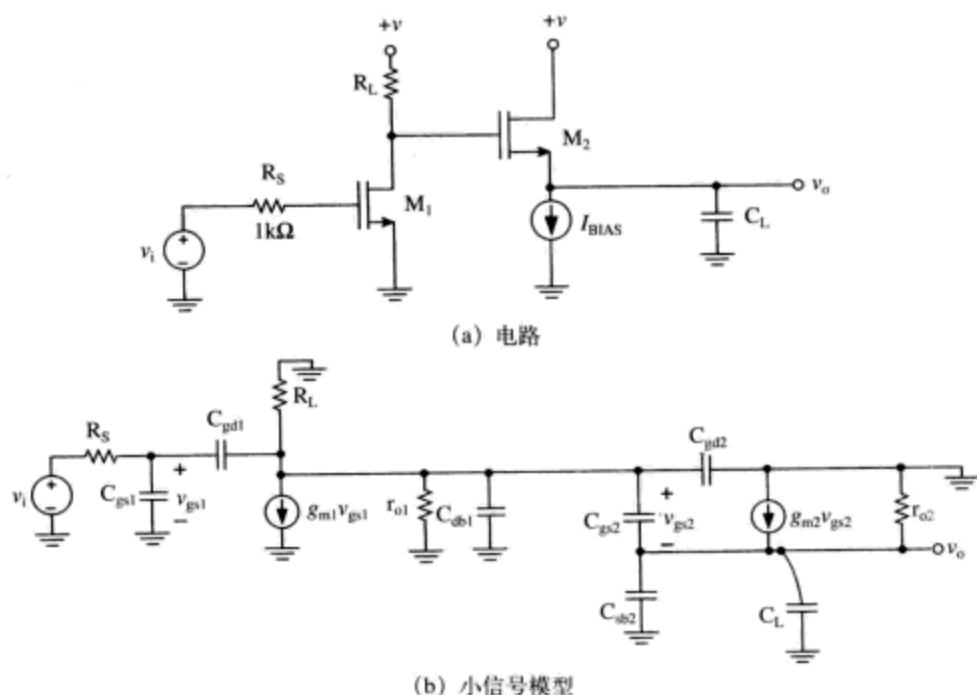 +v
+v
R_L
M_2
R_S
M_1
v_o
1kΩ
I_BIAS
C_L
v_i
+
−
(a) 电路
R_L
C_gd1
R_S
C_gd2
v_i
+
−
C_gs1
+
v_gs1
−
g_m1v_gs1
r_o1
C_db1
C_gs2
+
v_gs2
−
g_m2v_gs2
r_o2
v_o
C_sb2
C_L
(b) 小信号模型